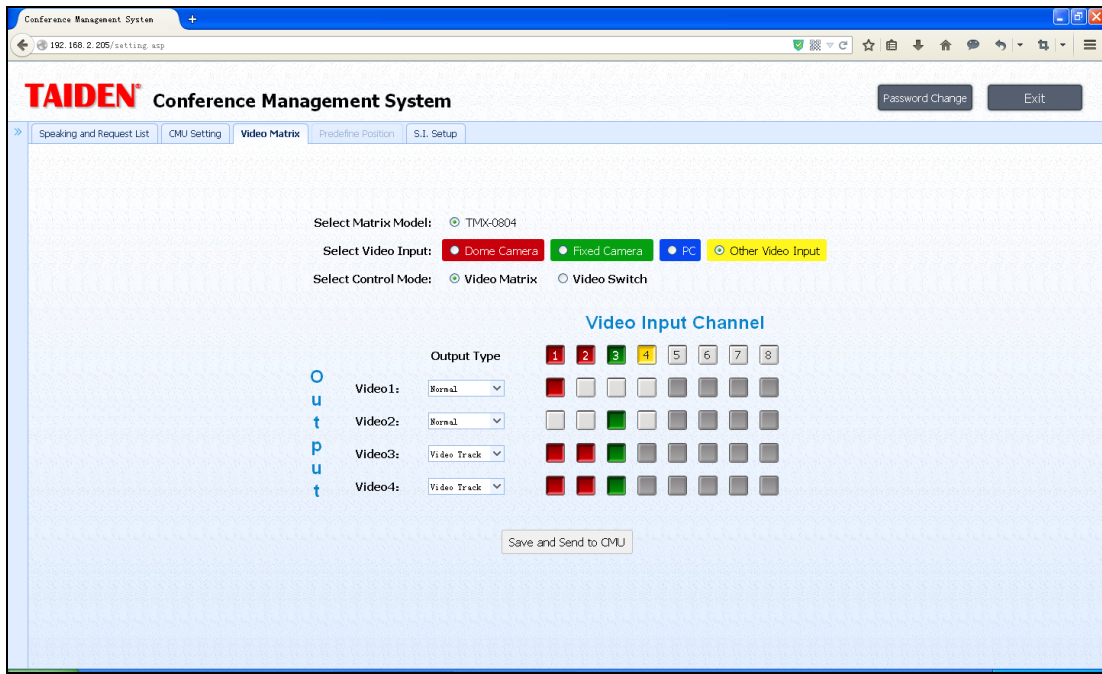 Conference Management System +
192.168.2.205/setting.asp
TAIDEN® Conference Management System
Password Change Exit
» Speaking and Request List CMU Setting Video Matrix Predefine Position S.I. Setup
Select Matrix Model: TMX-0804
Select Video Input: Dome Camera Fixed Camera PC Other Video Input
Select Control Mode: Video Matrix Video Switch
Video Input Channel
Output Type 1 2 3 4 5 6 7 8
Output
Video1: Normal
Video2: Normal
Video3: Video Track
Video4: Video Track
Save and Send to CMU